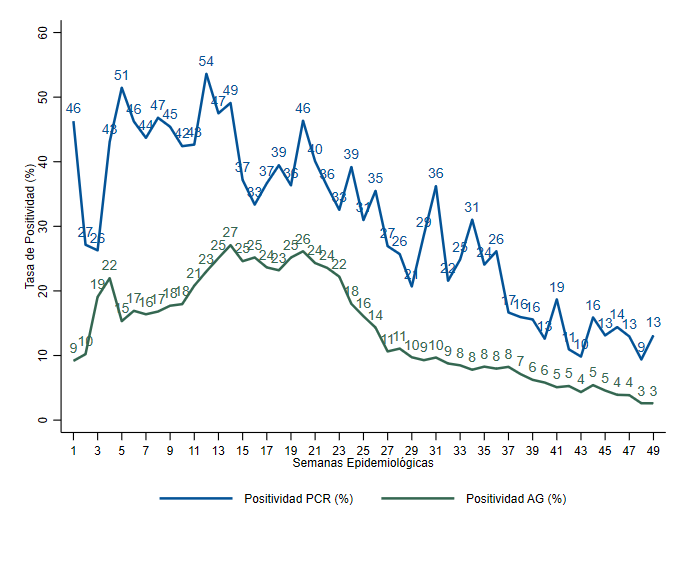 Tasa de Positividad (%)
60
50
40
30
20
10
0
46 27 26 43 51 46 44 47 45 42 43 54 47 49 37 33 37 39 36 46 40 36 33 39 31 35 27 26 21 29 36 22 25 31 24 26 17 16 16 13 19 11 10 16 13 14 13 9 13
9 10 19 22 15 17 16 17 18 18 21 23 25 27 25 25 24 23 25 26 24 24 22 18 16 14 11 11 10 9 10 9 8 8 8 8 8 7 6 6 5 5 4 5 5 4 4 3 3
1 3 5 7 9 11 13 15 17 19 21 23 25 27 29 31 33 35 37 39 41 43 45 47 49
Semanas Epidemiológicas
Positividad PCR (%) Positividad AG (%)